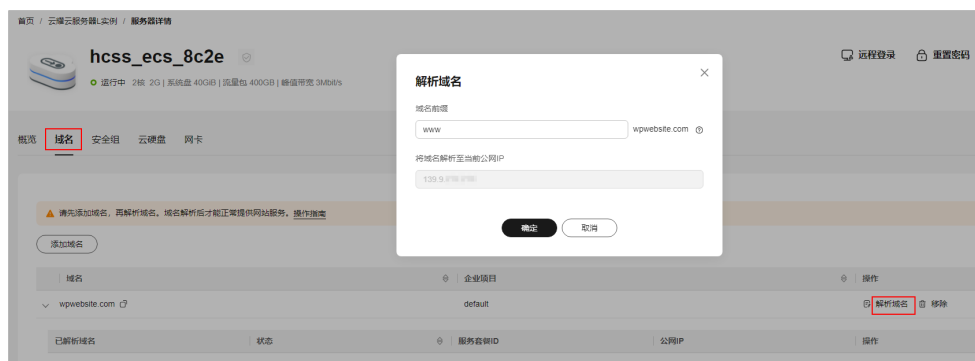 首页 / 云耀云服务器L实例 / 服务器详情
hcss_ecs_8c2e
运行中 2核 2G | 系统盘 40GiB | 流量包 400GB | 峰值带宽 3Mbit/s
远程登录 重置密码
概览 域名 安全组 云硬盘 网卡
解析域名
域名前缀
www wpwebsite.com
将域名解析至当前公网IP
139.9.
确定 取消
请先添加域名，再解析域名。域名解析后才能正常提供网站服务。操作指南
添加域名
域名 企业项目 操作
wpwebsite.com default 解析域名 移除
已解析域名 状态 服务套餐ID 公网IP 操作